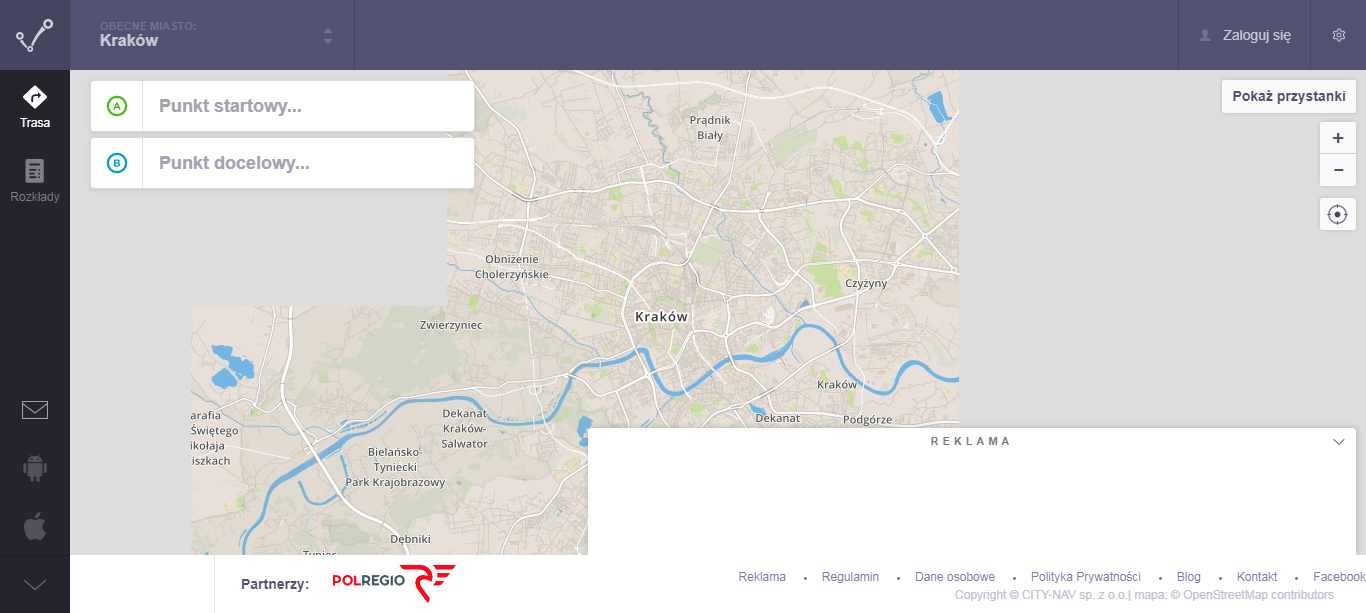 OBECNE MIASTO:
Kraków
Zaloguj się
Trasa
Rozkłady
A
Punkt startowy...
B
Punkt docelowy...
Pokaż przystanki
+
−
Prądnik
Biały
Obniżenie
Cholerzyńskie
Czyżyny
Kraków
Zwierzyniec
Kraków
Dekanat
Kraków-
Salwator
Dekanat
Podgórze
arafia
Świętego
ikołaja
iszkach
Bielańsko-
Tyniecki
Park Krajobrazowy
Dębniki
Tyniec
REKLAMA
Partnerzy:
POLREGIO
Reklama • Regulamin • Dane osobowe • Polityka Prywatności • Blog • Kontakt • Facebook
Copyright © CITY-NAV sp. z o.o.| mapa: © OpenStreetMap contributors